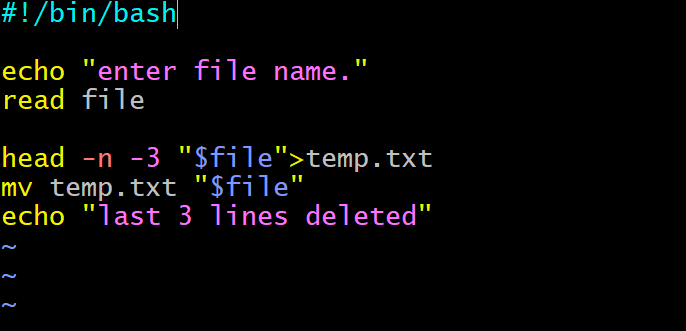 #!/bin/bash
echo "enter file name."
read file
head -n -3 "$file">temp.txt
mv temp.txt "$file"
echo "last 3 lines deleted"
~
~
~